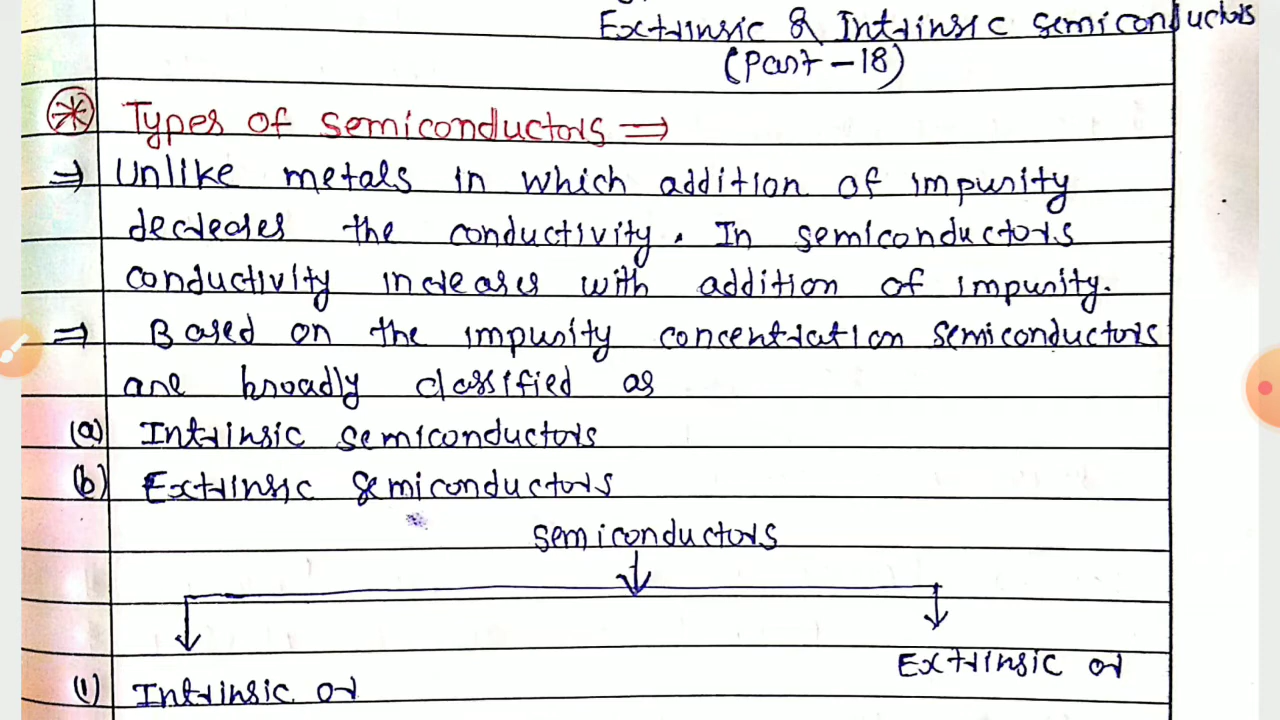 Extrinsic & Intrinsic semiconductors
(Part-18)
Types of semiconductors ⇒
⇒ Unlike metals in which addition of impurity
decreases the conductivity. In semiconductors
conductivity increases with addition of impurity.
⇒ Based on the impurity concentration semiconductors
are broadly classified as
(a) Intrinsic semiconductors
(b) Extrinsic semiconductors
semiconductors
Extrinsic or
(1) Intrinsic or